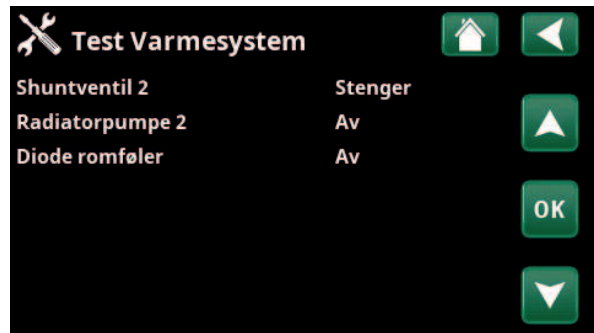 Test Varmesystem
Shuntventil 2 Stenger
Radiatorpumpe 2 Av
Diode romføler Av
OK